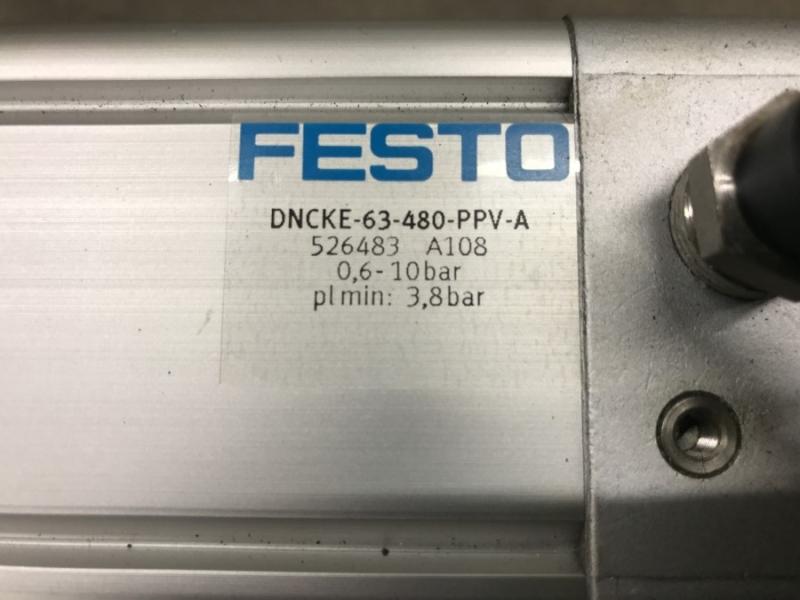 FESTO
DNCKE-63-480-PPV-A
526483 A108
0,6-10bar
pl min: 3,8bar